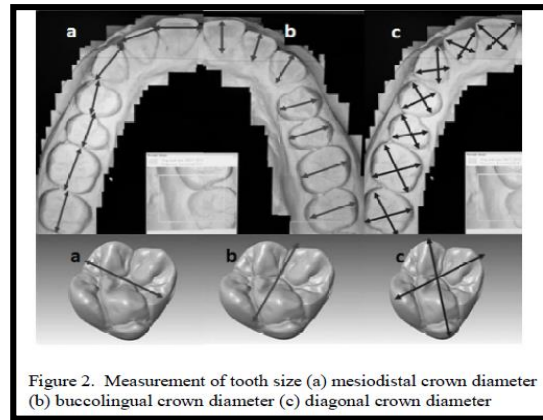 a b c
a b c
Figure 2. Measurement of tooth size (a) mesiodistal crown diameter
(b) buccolingual crown diameter (c) diagonal crown diameter